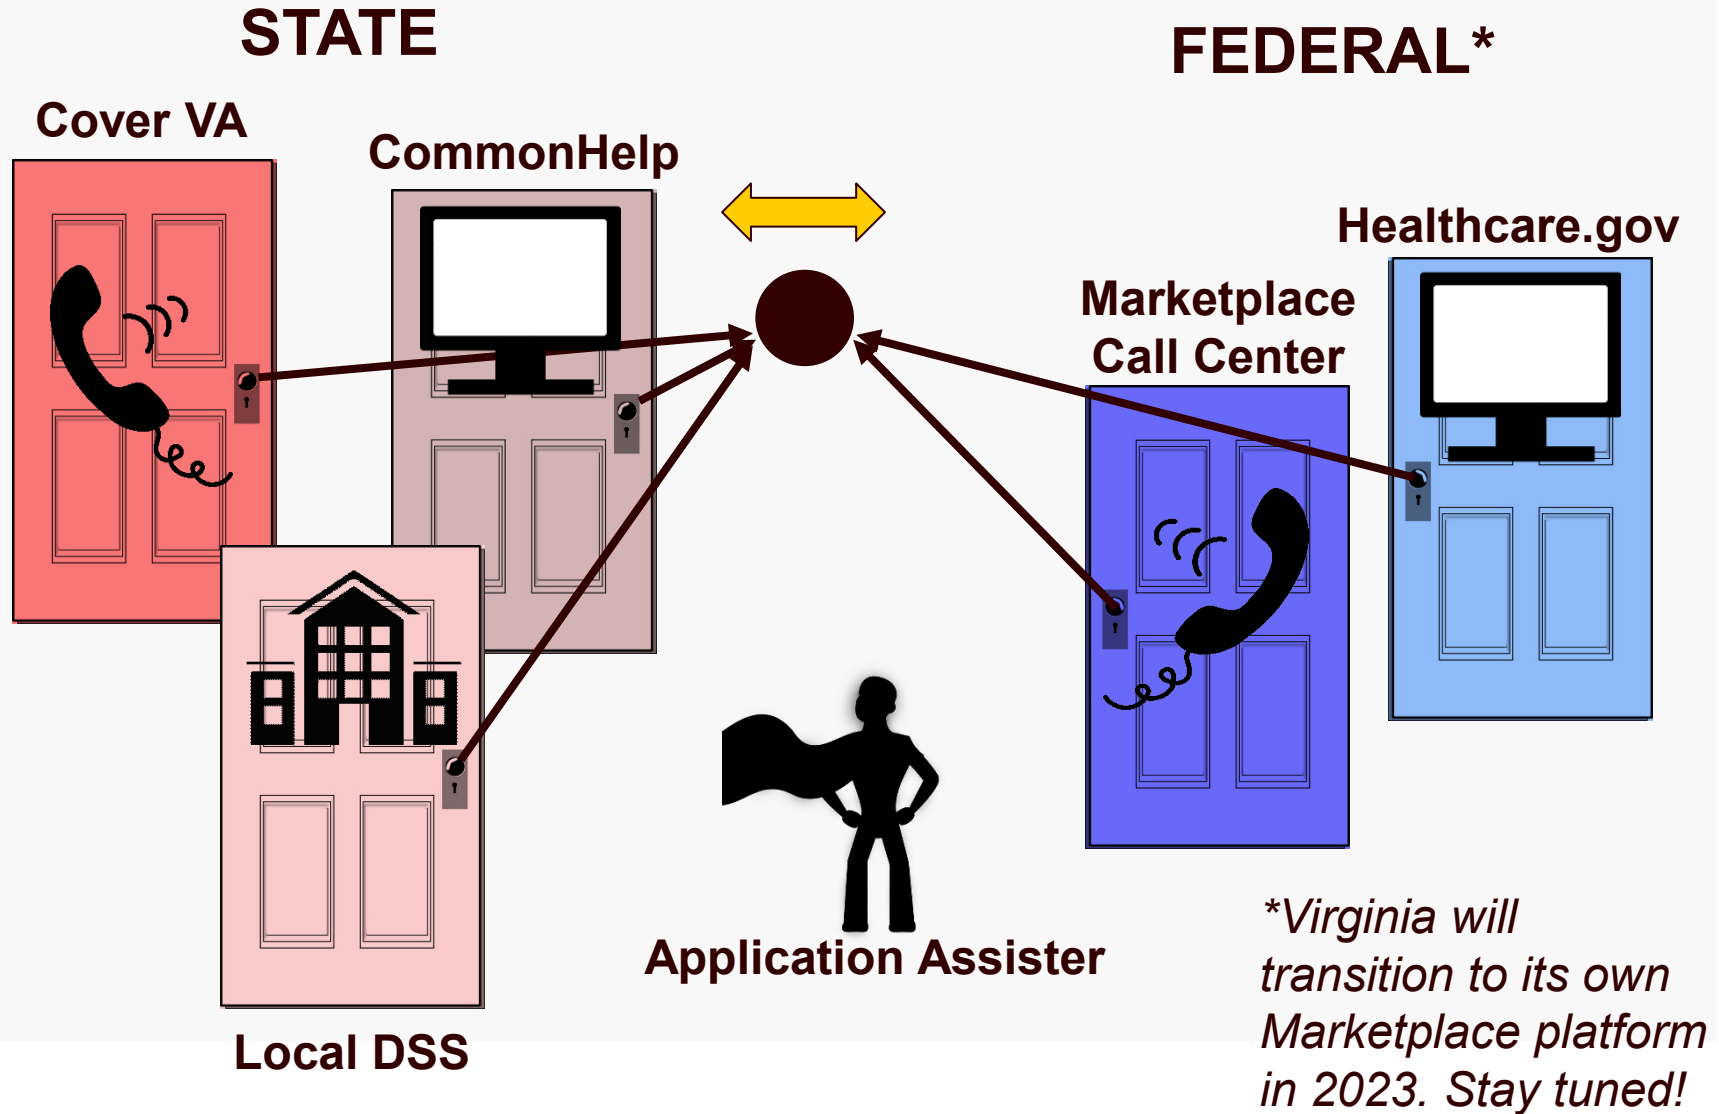 STATE
FEDERAL*
Cover VA
CommonHelp
Healthcare.gov
Marketplace
Call Center
Application Assister
Local DSS
*Virginia will
transition to its own
Marketplace platform
in 2023. Stay tuned!